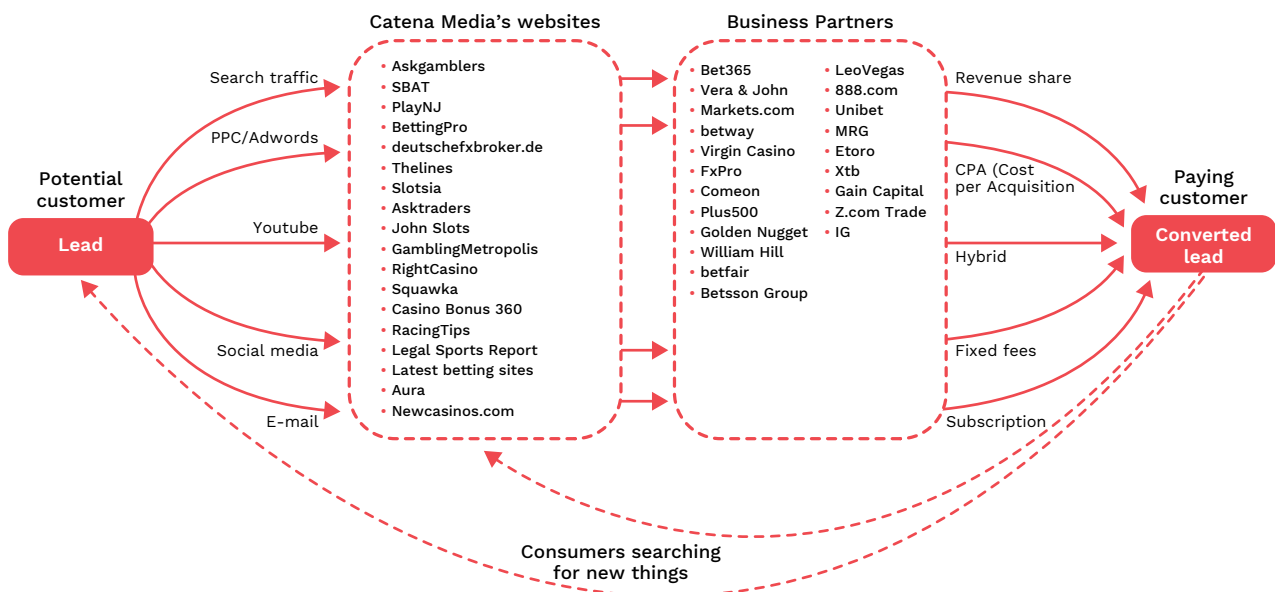 Catena Media's websites
Business Partners
Search traffic
PPC/Adwords
Youtube
Social media
E-mail
Potential
customer
Lead
• Askgamblers
• SBAT
• PlayNJ
• BettingPro
• deutschefxbroker.de
• Thelines
• Slotsia
• Asktraders
• John Slots
• GamblingMetropolis
• RightCasino
• Squawka
• Casino Bonus 360
• RacingTips
• Legal Sports Report
• Latest betting sites
• Aura
• Newcasinos.com
• Bet365
• Vera & John
• Markets.com
• betway
• Virgin Casino
• FxPro
• Comeon
• Plus500
• Golden Nugget
• William Hill
• betfair
• Betsson Group
• LeoVegas
• 888.com
• Unibet
• MRG
• Etoro
• Xtb
• Gain Capital
• Z.com Trade
• IG
Revenue share
CPA (Cost
per Acquisition
Hybrid
Fixed fees
Subscription
Paying
customer
Converted
lead
Consumers searching
for new things